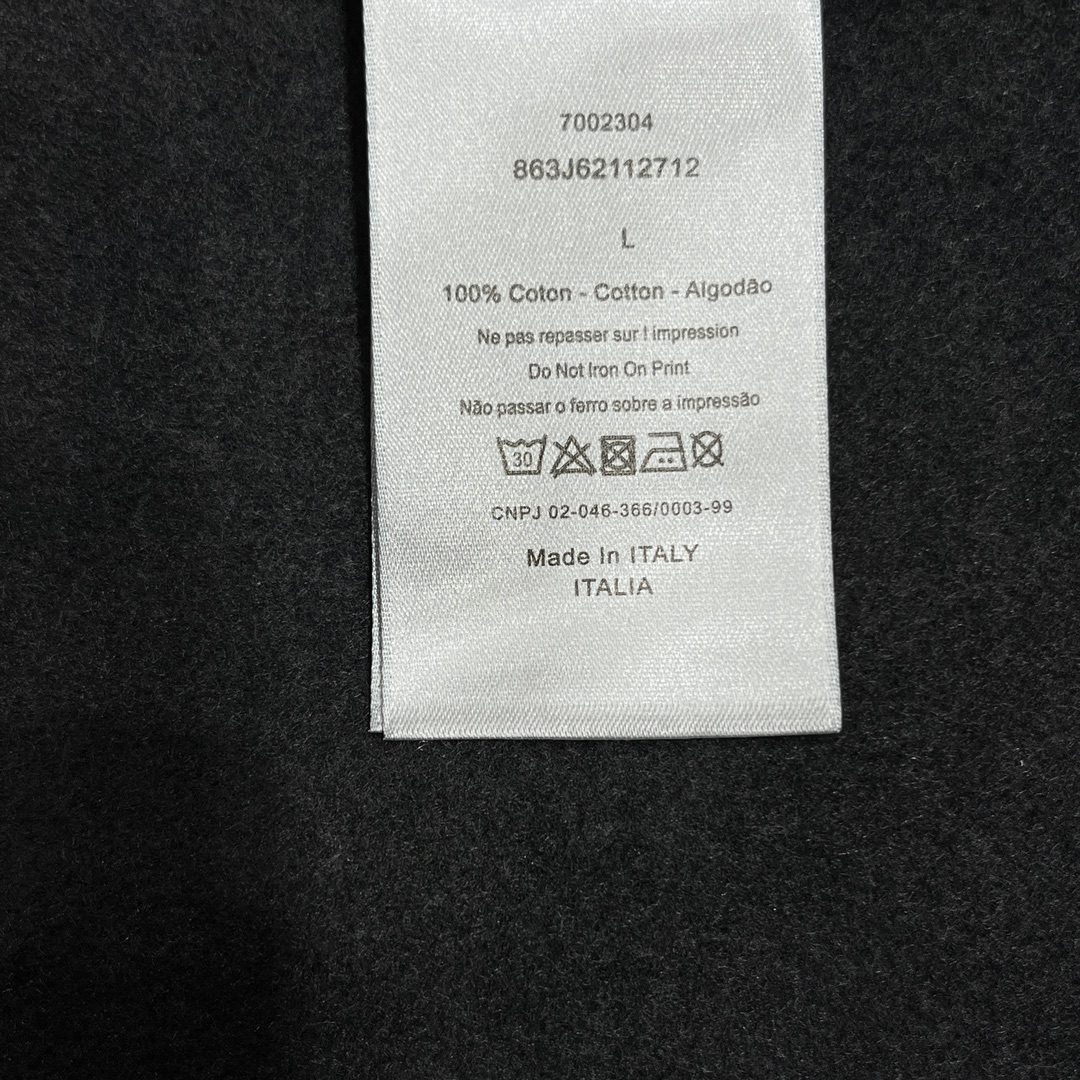 7002304
863J62112712
L
100% Coton - Cotton - Algodão
Ne pas repasser sur l impression
Do Not Iron On Print
Não passar o ferro sobre a impressão
30
CNPJ 02-046-366/0003-99
Made In ITALY
ITALIA